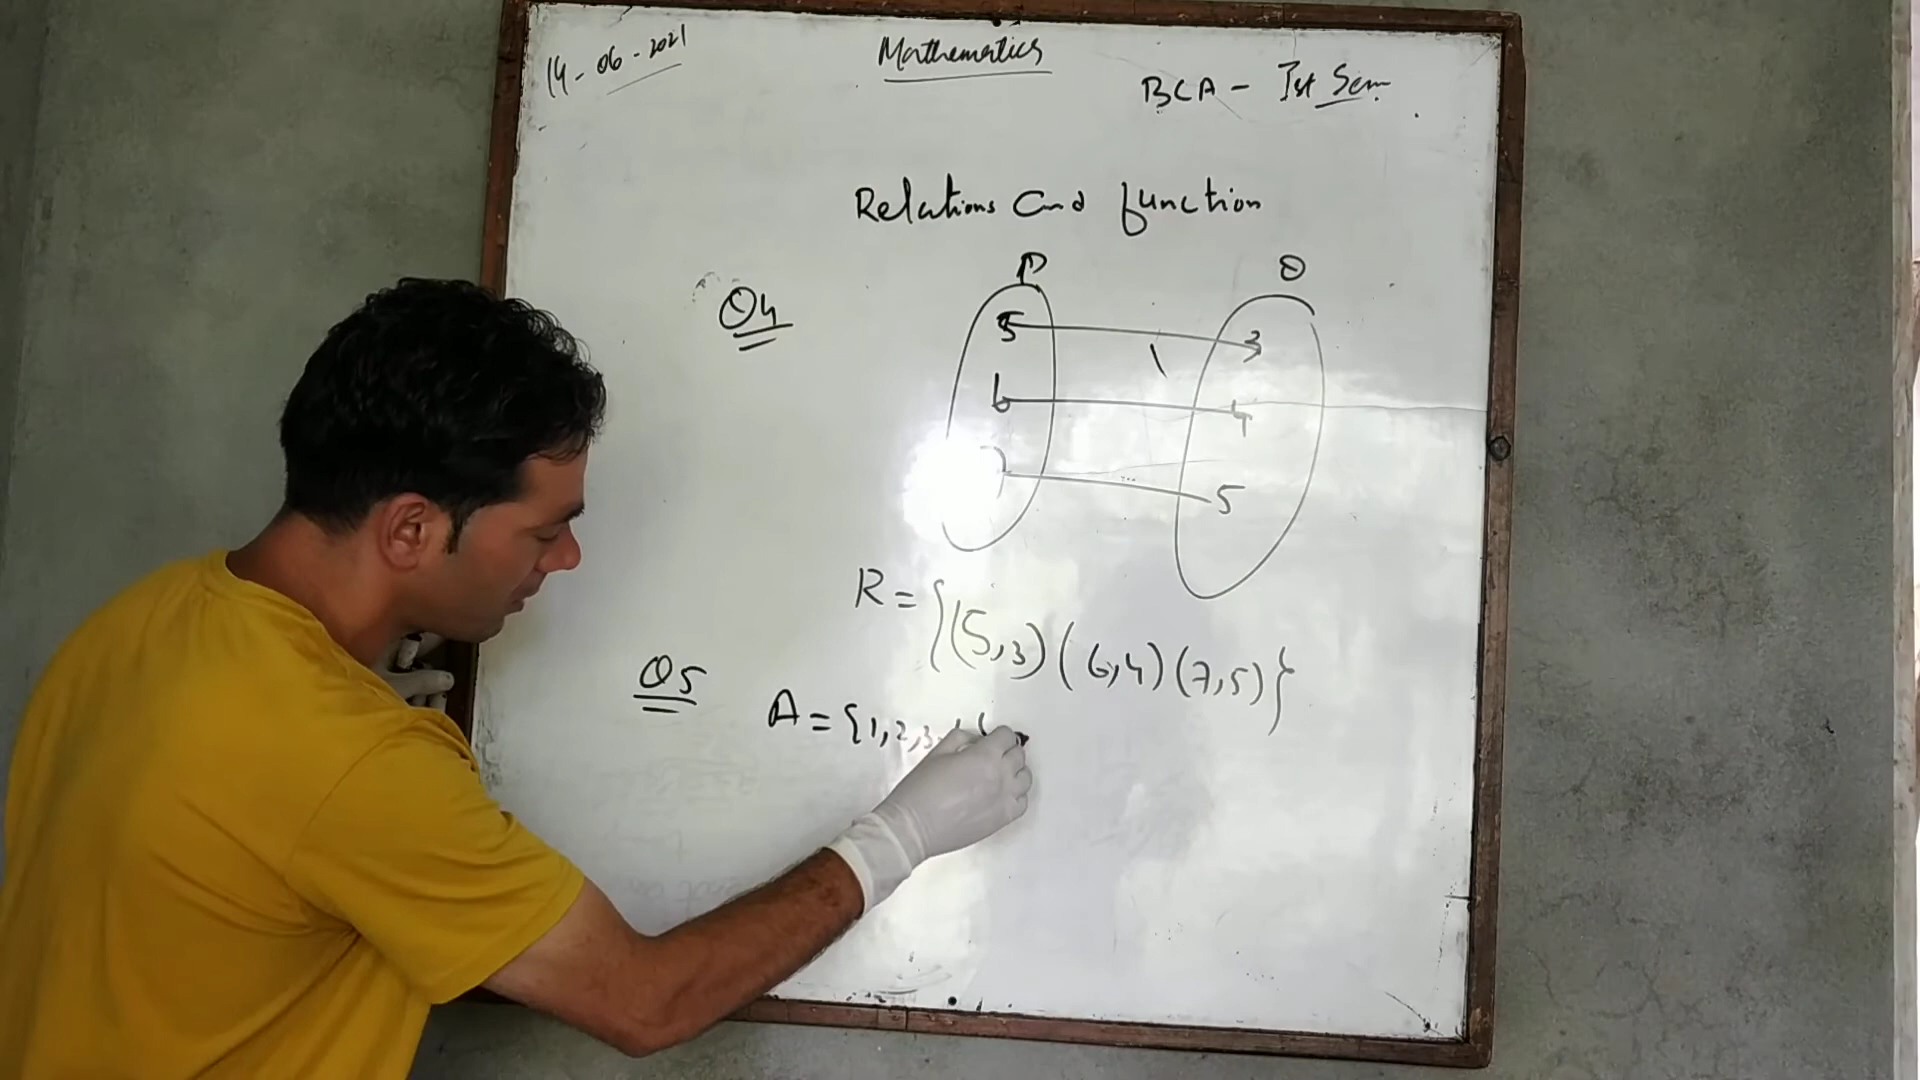 14-06-2021
Mathematics
BCA - Ist Sem
Relations and function
Q4
P Q
5 3
6 4
7 5
R = {(5,3)(6,4)(7,5)}
Q5 A = {1,2,3,